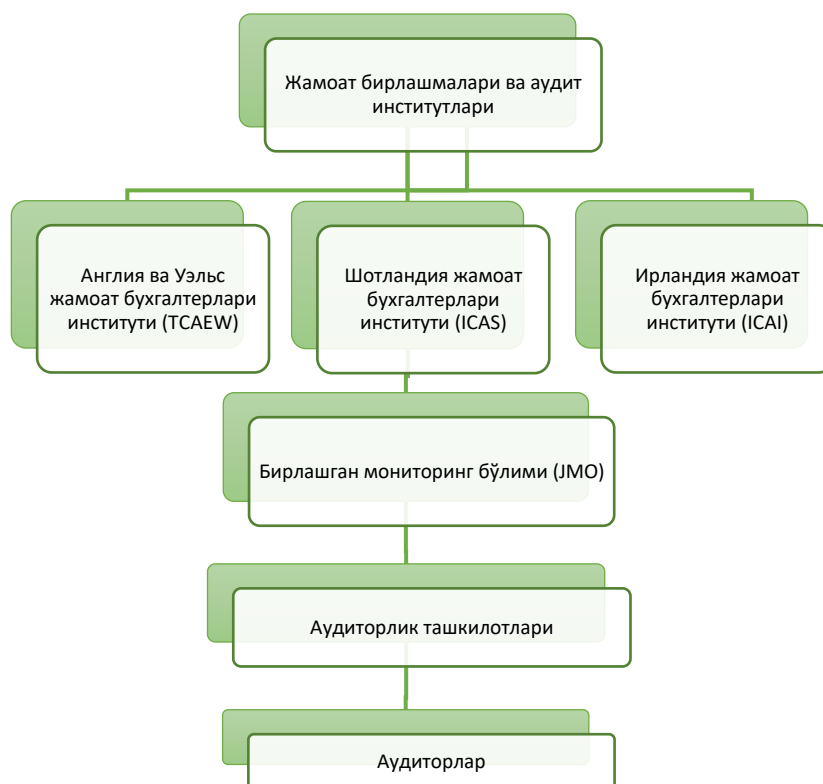 Жамоат бирлашмалари ва аудит
институтлари
Англия ва Уэльс
жамоат бухгалтерлари
институти (TCAEW)
Шотландия жамоат
бухгалтерлари
институти (ICAS)
Ирландия жамоат
бухгалтерлари
институти (ICAI)
Бирлашган мониторинг бўлими (JMO)
Аудиторлик ташкилотлари
Аудиторлар